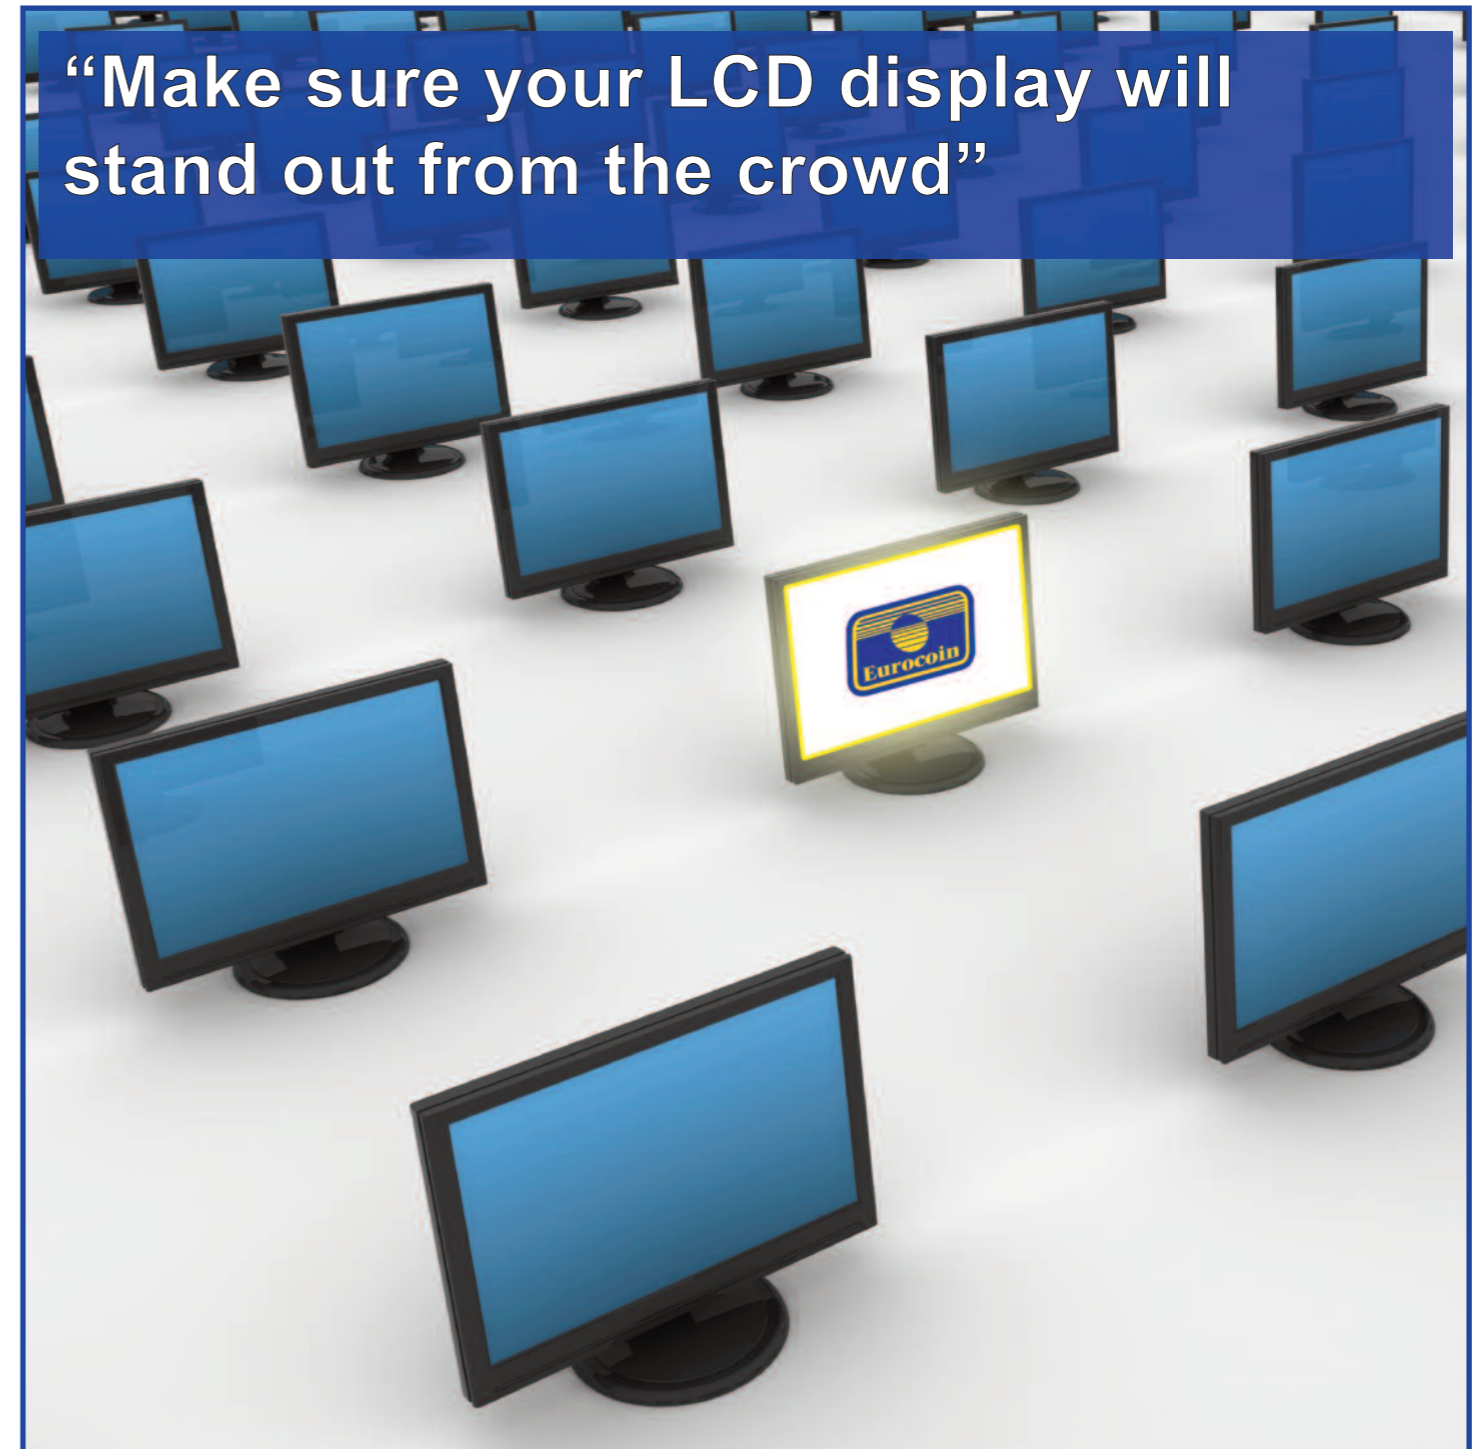 “Make sure your LCD display will
stand out from the crowd”
Eurocoin